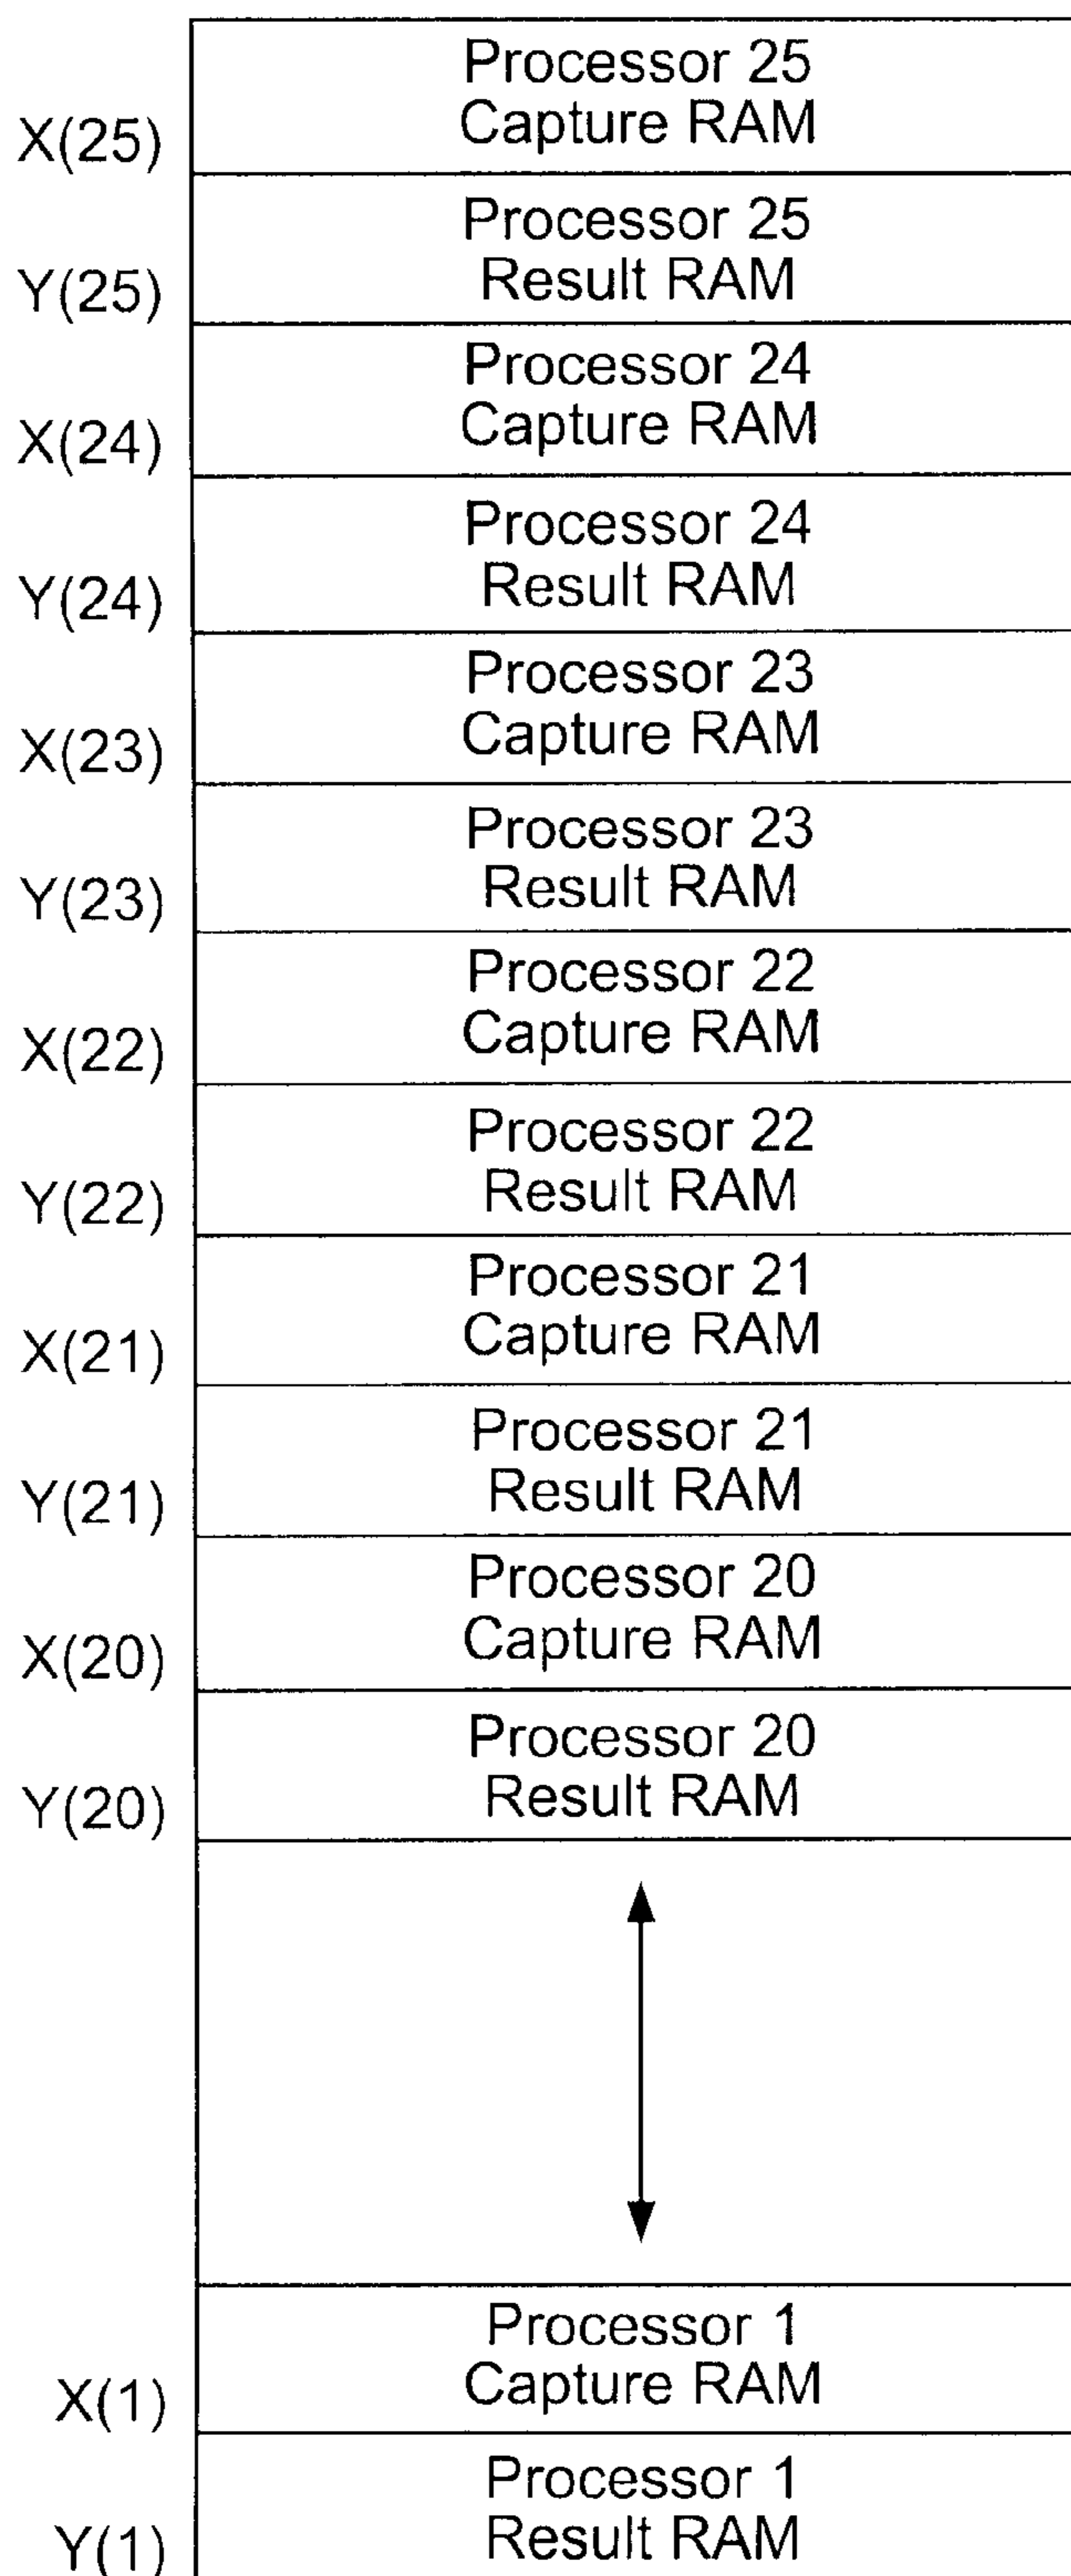 Processor 25
Capture RAM
X(25)
Processor 25
Result RAM
Y(25)
Processor 24
Capture RAM
X(24)
Processor 24
Result RAM
Y(24)
Processor 23
Capture RAM
X(23)
Processor 23
Result RAM
Y(23)
Processor 22
Capture RAM
X(22)
Processor 22
Result RAM
Y(22)
Processor 21
Capture RAM
X(21)
Processor 21
Result RAM
Y(21)
Processor 20
Capture RAM
X(20)
Processor 20
Result RAM
Y(20)
Processor 1
Capture RAM
X(1)
Processor 1
Result RAM
Y(1)